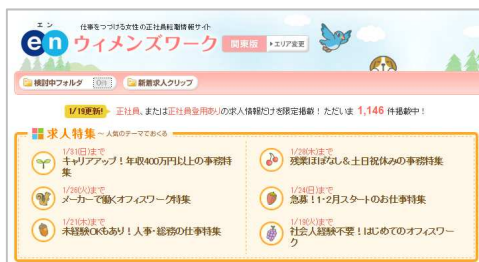 エン
仕事をつづける女性の正社員転職情報サイト
en ウィメンズワーク 関東版 ▸エリア変更
検討中フォルダ 0件 新着求人クリップ
1/19更新! 正社員、または正社員登用ありの求人情報だけを限定掲載!ただいま 1,146 件掲載中!
求人特集 ~ 人気のテーマでおくる
1/31(日)まで
キャリアアップ!年収400万円以上の事務特
集
1/26(火)まで
メーカーで働くオフィスワーク特集
1/21(木)まで
未経験OKもあり!人事・総務の仕事特集
1/28(木)まで
残業ほぼなし&土日祝休みの事務特集
1/24(日)まで
急募!1・2月スタートのお仕事特集
1/19(火)まで
社会人経験不要!はじめてのオフィスワー
ク